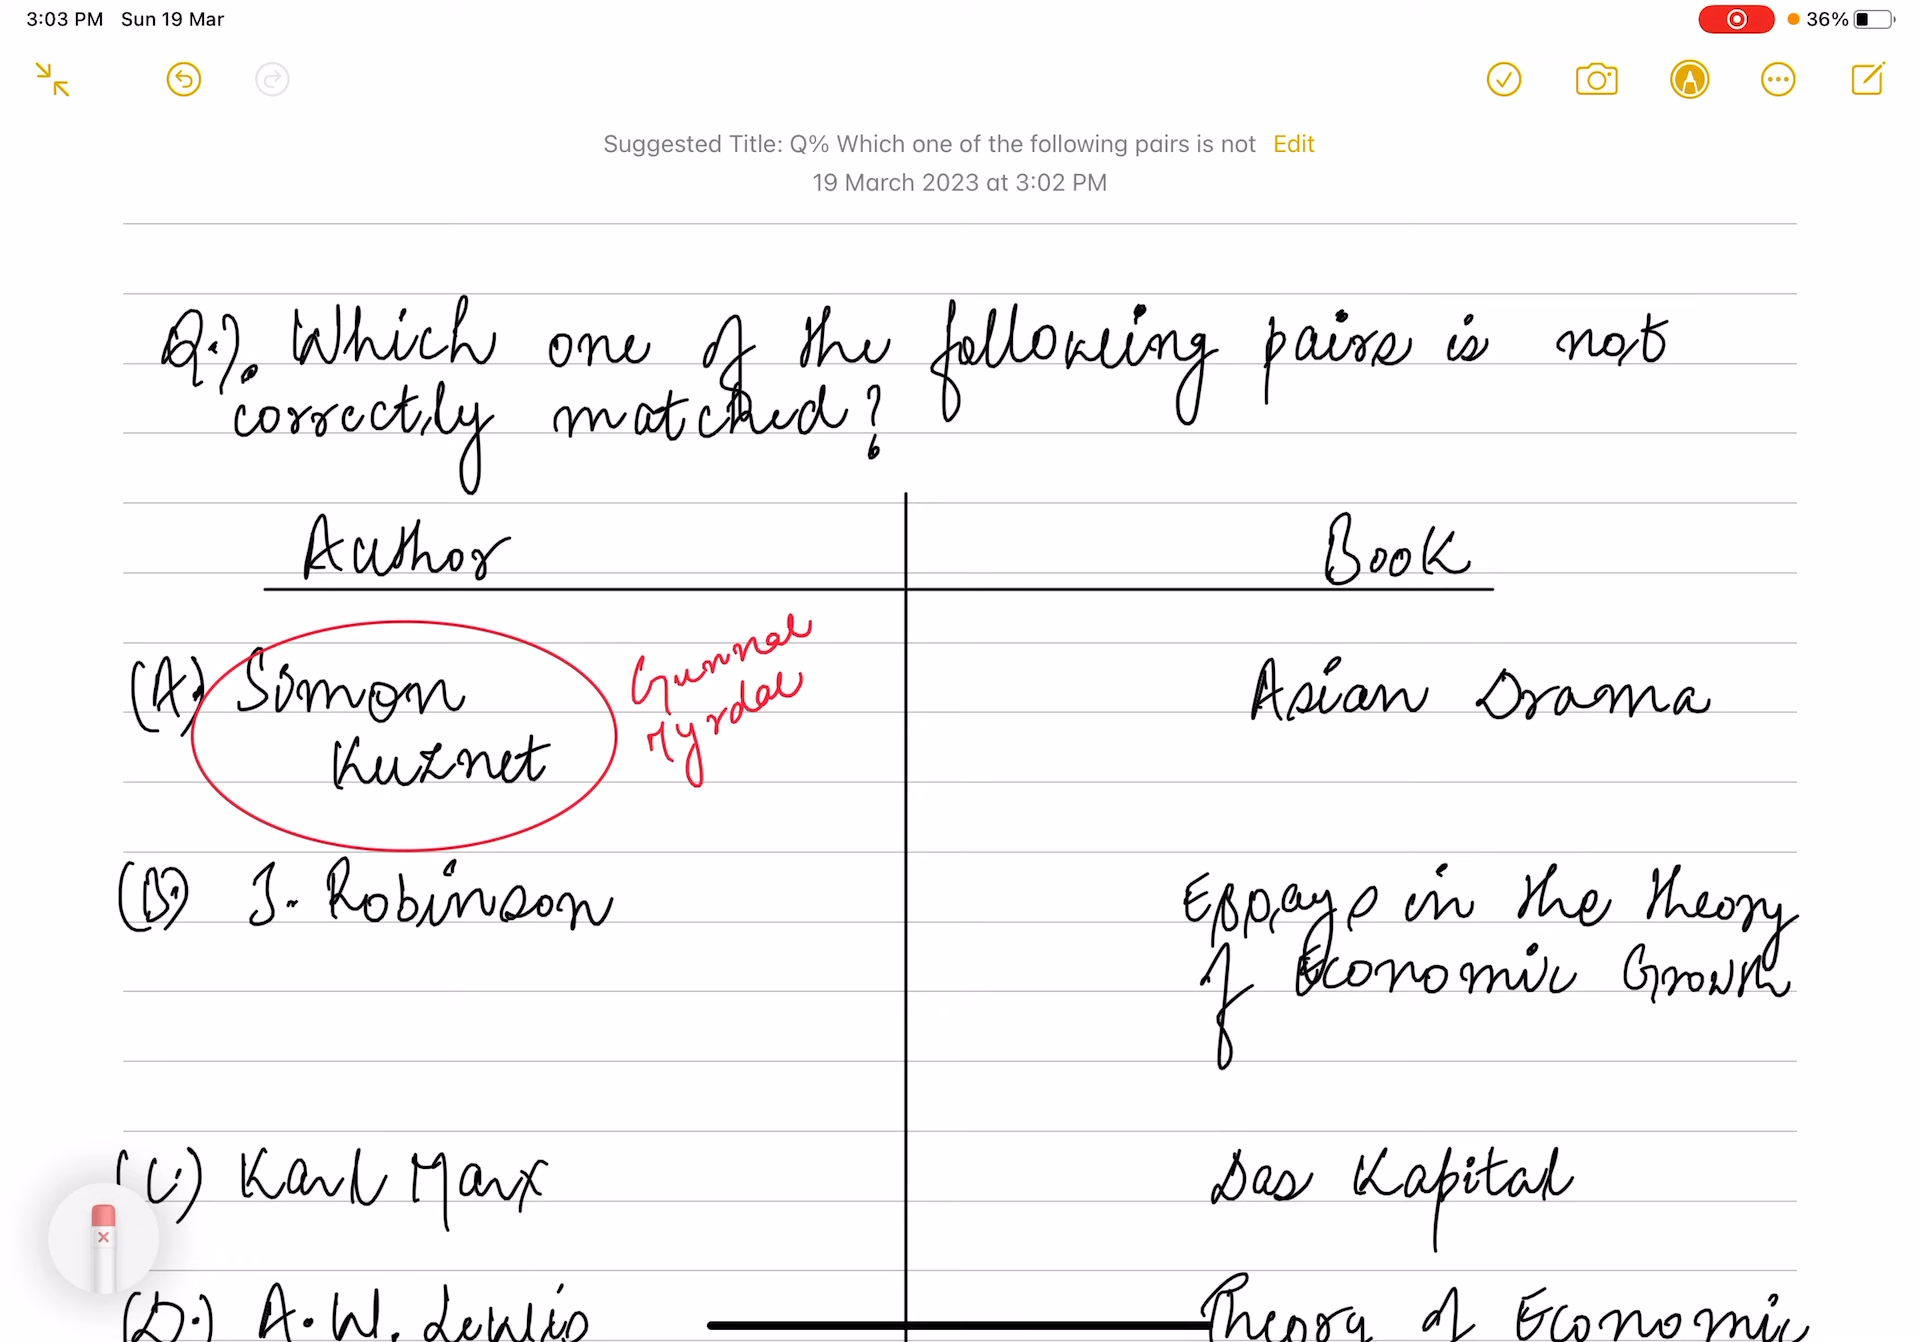 3:03 PM Sun 19 Mar 36%
Suggested Title: Q% Which one of the following pairs is not Edit
19 March 2023 at 3:02 PM
Q.). Which one of the following pairs is not
correctly matched?
Author Book
(A) Simon Kuznet Gunnal Myrdal Asian Drama
(B) J. Robinson Essays in the theory
of Economic Growth
(C) Karl Marx Das Kapital
(D.) A.W. Lewis Theory of Economic